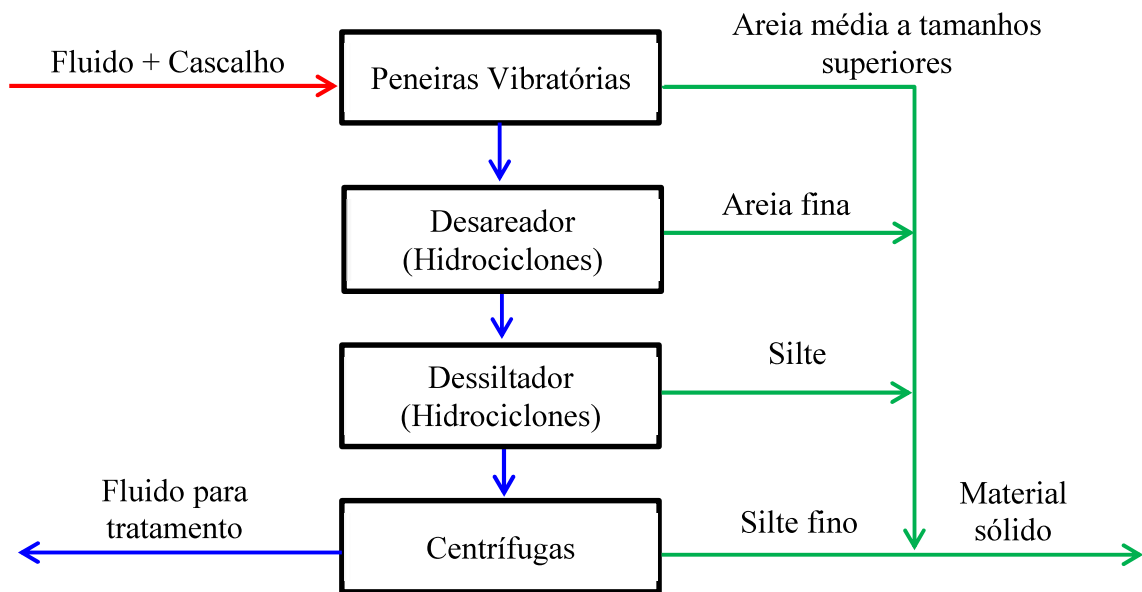 Fluido + Cascalho
Peneiras Vibratórias
Areia média a tamanhos
superiores
Desareador
(Hidrociclones)
Areia fina
Dessiltador
(Hidrociclones)
Silte
Fluido para
tratamento
Centrífugas
Silte fino
Material
sólido